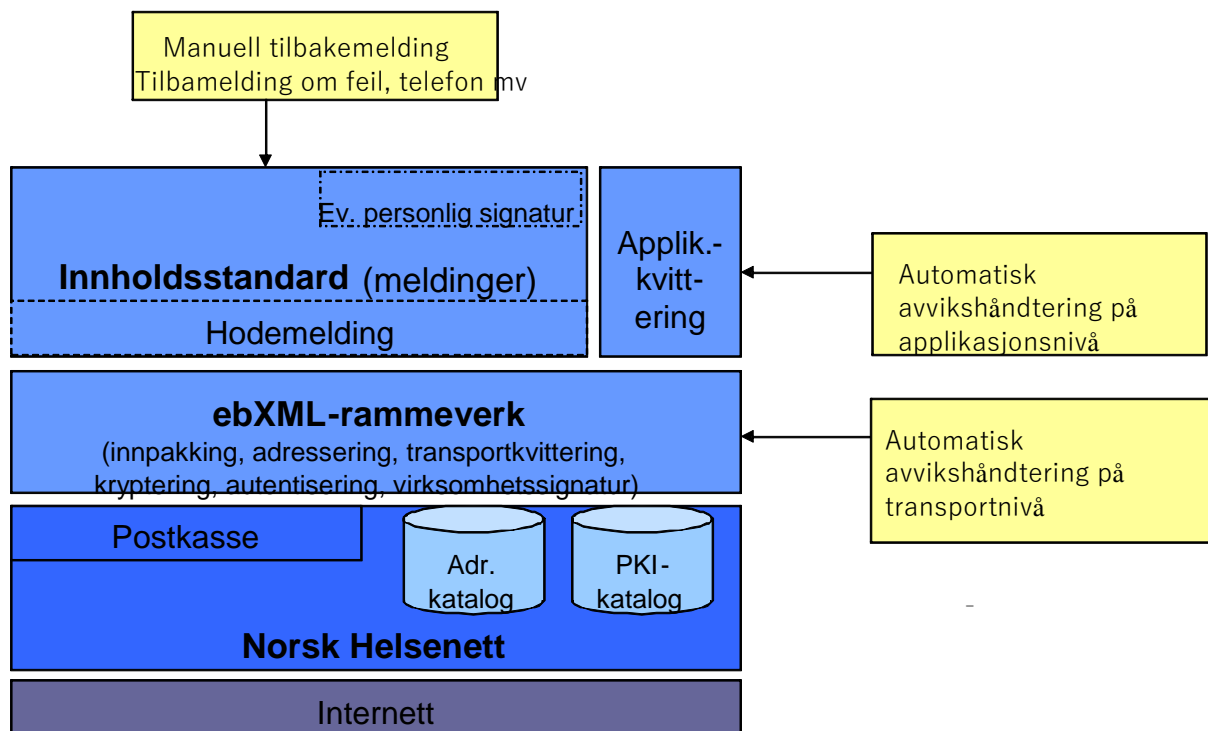 Manuell tilbakemelding
Tilbamelding om feil, telefon mv
Ev. personlig signatur
Innholdsstandard (meldinger)
Hodemelding
Applik.-
kvitt-
ering
Automatisk
avvikshåndtering på
applikasjonsnivå
ebXML-rammeverk
(innpakking, adressering, transportkvittering,
kryptering, autentisering, virksomhetssignatur)
Automatisk
avvikshåndtering på
transportnivå
Postkasse
Adr.
katalog
PKI-
katalog
Norsk Helsenett
Internett